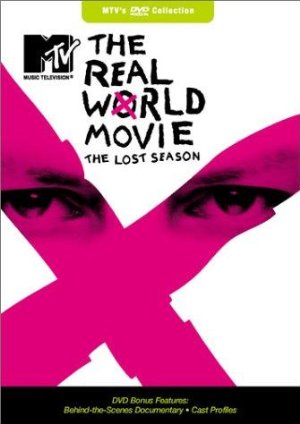 MTV's DVD Collection
MTV
MUSIC TELEVISION®
THE
REAL
WORLD
MOVIE
THE LOST SEASON
DVD Bonus Features:
Behind-the-Scenes Documentary • Cast Profiles